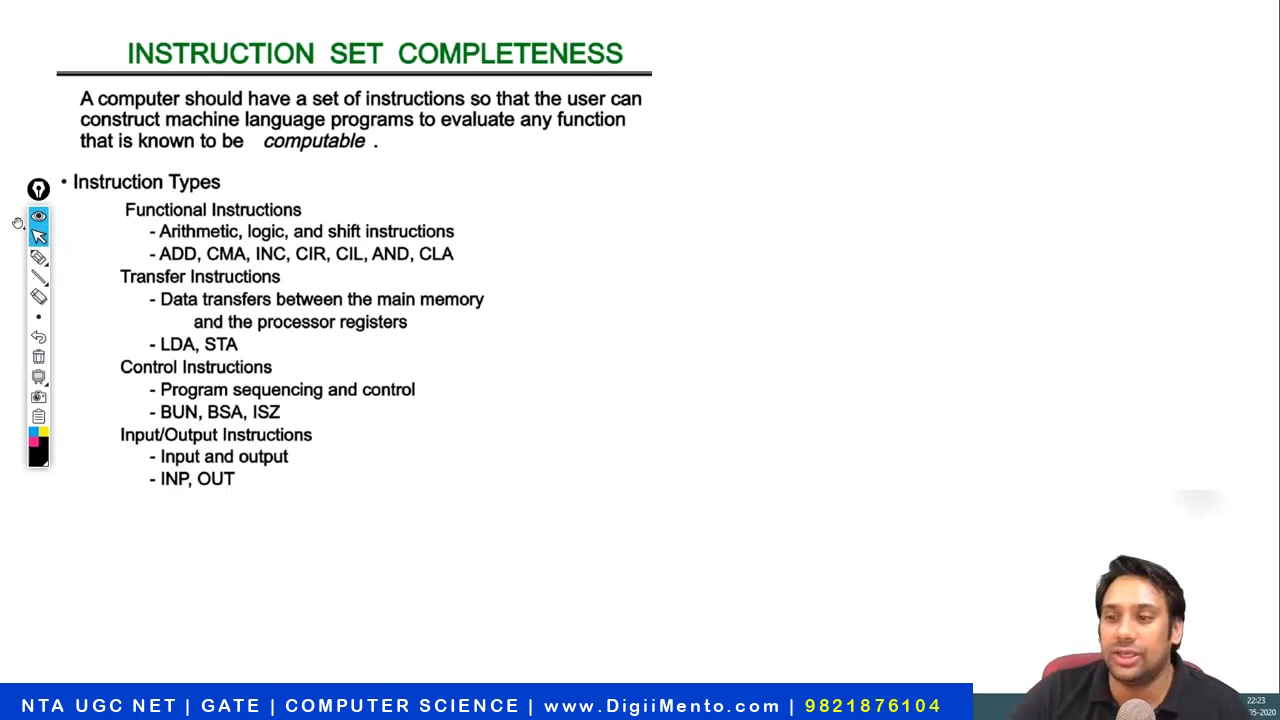 INSTRUCTION SET COMPLETENESS
A computer should have a set of instructions so that the user can
construct machine language programs to evaluate any function
that is known to be computable .
• Instruction Types
Functional Instructions
- Arithmetic, logic, and shift instructions
- ADD, CMA, INC, CIR, CIL, AND, CLA
Transfer Instructions
- Data transfers between the main memory
and the processor registers
- LDA, STA
Control Instructions
- Program sequencing and control
- BUN, BSA, ISZ
Input/Output Instructions
- Input and output
- INP, OUT
22:23
05-2020
NTA UGC NET | GATE | COMPUTER SCIENCE | www.DigiiMento.com | 9821876104